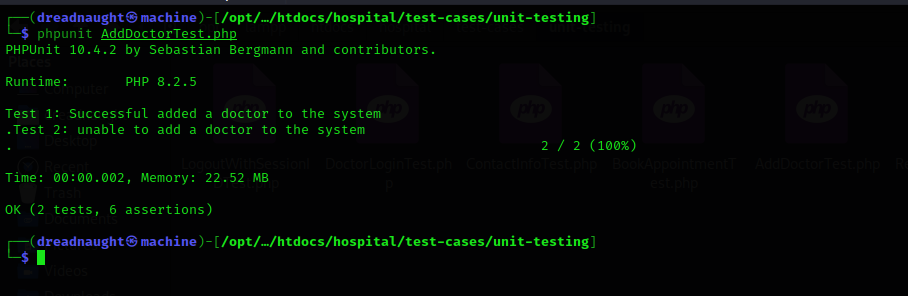 ┌──(dreadnaught㉿machine)-[/opt/…/htdocs/hospital/test-cases/unit-testing]
└─$ phpunit AddDoctorTest.php
PHPUnit 10.4.2 by Sebastian Bergmann and contributors.
Runtime:       PHP 8.2.5
Test 1: Successful added a doctor to the system
.Test 2: unable to add a doctor to the system
.                                                                   2 / 2 (100%)
Time: 00:00.002, Memory: 22.52 MB
OK (2 tests, 6 assertions)
┌──(dreadnaught㉿machine)-[/opt/…/htdocs/hospital/test-cases/unit-testing]
└─$